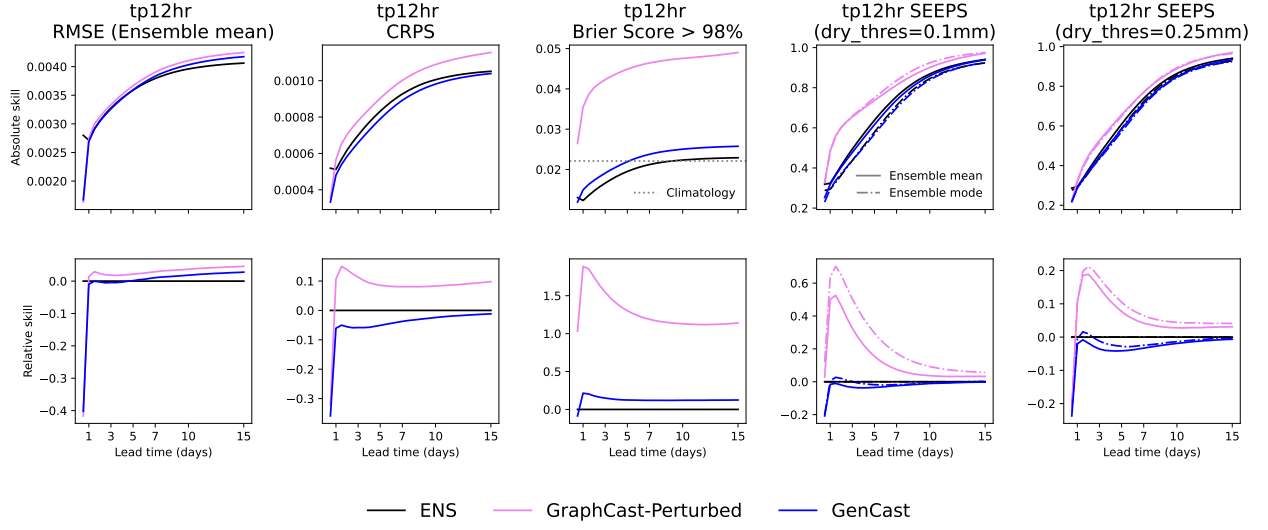 tp12hr
RMSE (Ensemble mean)
tp12hr
CRPS
tp12hr
Brier Score > 98%
tp12hr SEEPS
(dry_thres=0.1mm)
tp12hr SEEPS
(dry_thres=0.25mm)
Absolute skill
0.0040
0.0035
0.0030
0.0025
0.0020
0.0010
0.0008
0.0006
0.0004
0.05
0.04
0.03
0.02
Climatology
1.0
0.8
0.6
0.4
0.2
Ensemble mean
Ensemble mode
1.0
0.8
0.6
0.4
0.2
Relative skill
0.0
−0.1
−0.2
−0.3
−0.4
1 3 5 7 10 15
Lead time (days)
0.1
0.0
−0.1
−0.2
−0.3
1 3 5 7 10 15
Lead time (days)
1.5
1.0
0.5
0.0
1 3 5 7 10 15
Lead time (days)
0.6
0.4
0.2
0.0
−0.2
1 3 5 7 10 15
Lead time (days)
0.2
0.1
0.0
−0.1
−0.2
1 3 5 7 10 15
Lead time (days)
ENS GraphCast-Perturbed GenCast